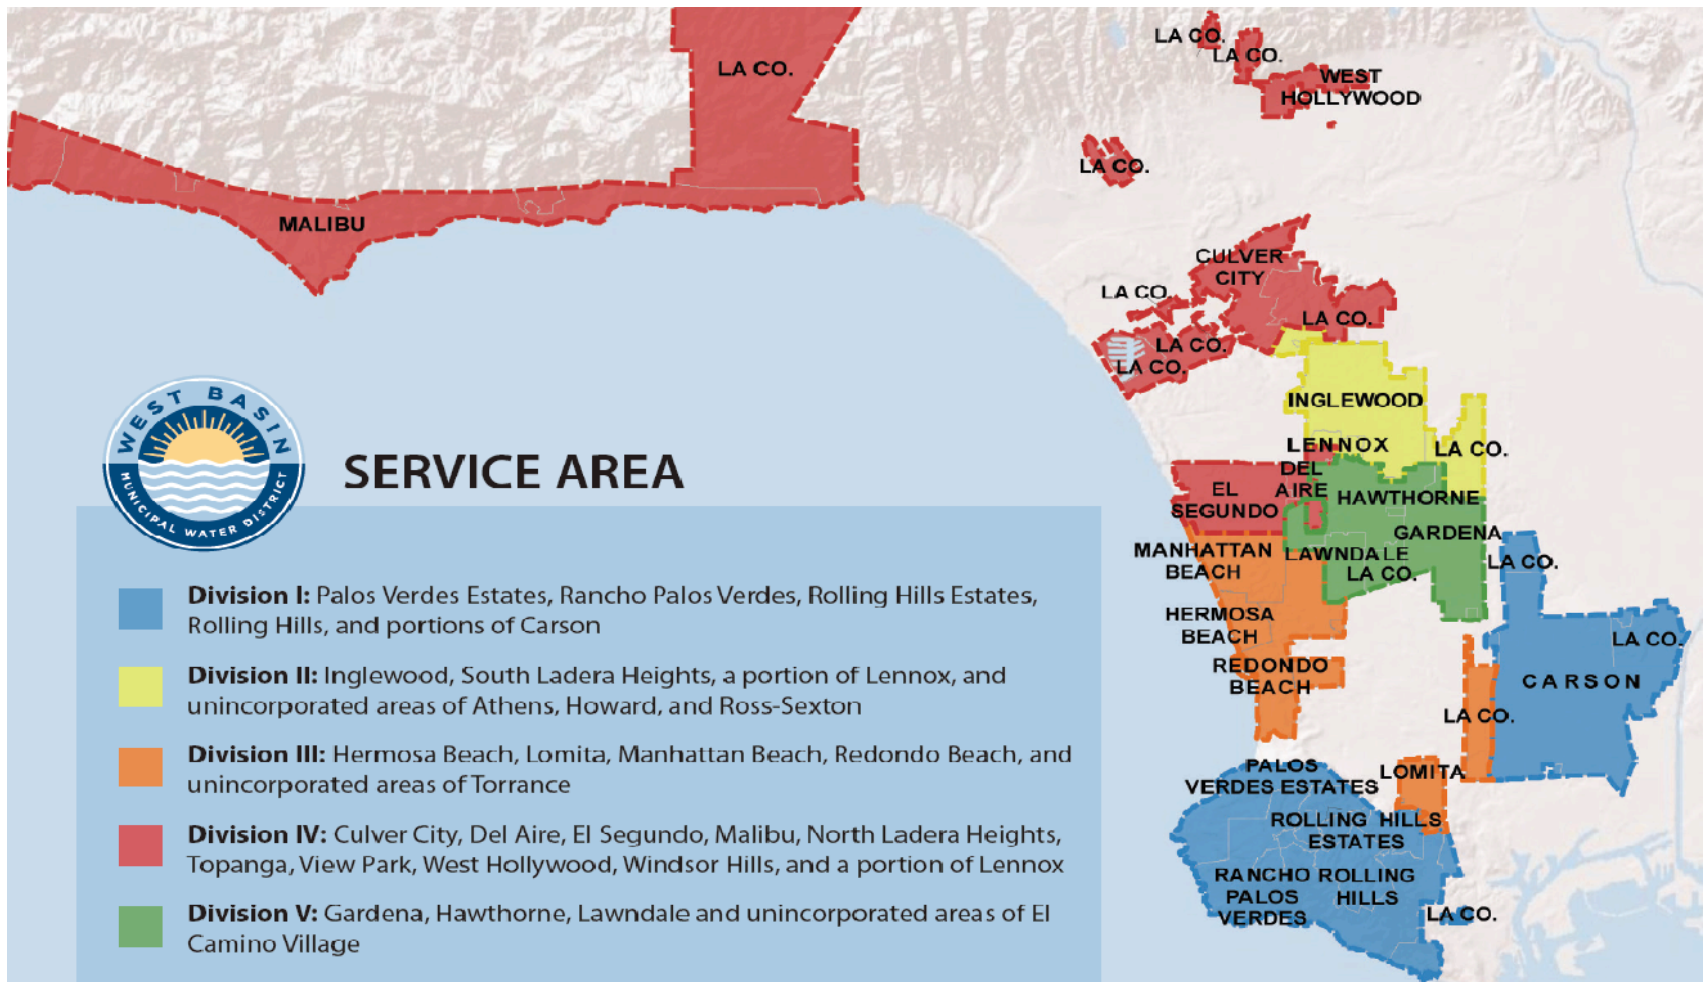 LA CO.
LA CO.
LA CO.
WEST
HOLLYWOOD
LA CO.
MALIBU
CULVER
CITY
LA CO.
LA CO.
LA CO.
LA CO.
INGLEWOOD
LENNOX
LA CO.
DEL
AIRE
EL
SEGUNDO
HAWTHORNE
GARDENA
MANHATTAN
BEACH
LAWNDALE
LA CO.
LA CO.
HERMOSA
BEACH
LA CO.
REDONDO
BEACH
CARSON
LA CO.
PALOS
VERDES ESTATES
LOMITA
ROLLING HILLS
ESTATES
RANCHO
PALOS
VERDES
ROLLING
HILLS
LA CO.
WEST BASIN
MUNICIPAL WATER DISTRICT
SERVICE AREA
Division I: Palos Verdes Estates, Rancho Palos Verdes, Rolling Hills Estates,
Rolling Hills, and portions of Carson
Division II: Inglewood, South Ladera Heights, a portion of Lennox, and
unincorporated areas of Athens, Howard, and Ross-Sexton
Division III: Hermosa Beach, Lomita, Manhattan Beach, Redondo Beach, and
unincorporated areas of Torrance
Division IV: Culver City, Del Aire, El Segundo, Malibu, North Ladera Heights,
Topanga, View Park, West Hollywood, Windsor Hills, and a portion of Lennox
Division V: Gardena, Hawthorne, Lawndale and unincorporated areas of El
Camino Village